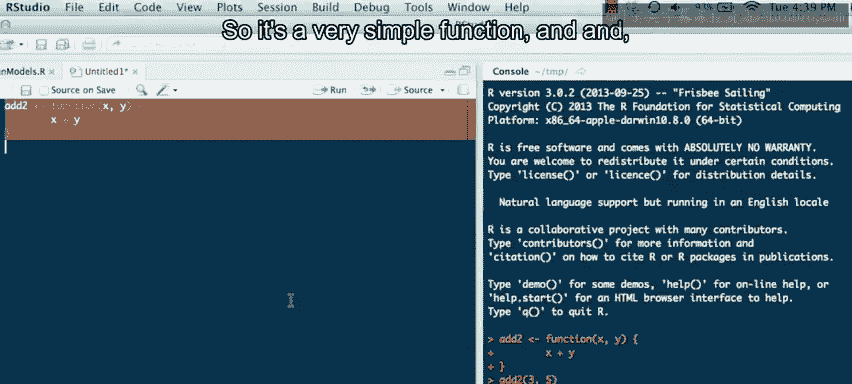 RStudio File Edit Code View Plots Session Build Debug Tools Window Help 93% Tue 4:39 PM
So it's a very simple function, and and,
RStudio
nModels.R Untitled1*
Source on Save Run Source
add2 <- function(x, y)
x + y
}
Console ~/tmp/
R version 3.0.2 (2013-09-25) -- "Frisbee Sailing"
Copyright (C) 2013 The R Foundation for Statistical Computing
Platform: x86_64-apple-darwin10.8.0 (64-bit)
R is free software and comes with ABSOLUTELY NO WARRANTY.
You are welcome to redistribute it under certain conditions.
Type 'license()' or 'licence()' for distribution details.
Natural language support but running in an English locale
R is a collaborative project with many contributors.
Type 'contributors()' for more information and
'citation()' on how to cite R or R packages in publications.
Type 'demo()' for some demos, 'help()' for on-line help, or
'help.start()' for an HTML browser interface to help.
Type 'q()' to quit R.
> add2 <- function(x, y) {
+ x + y
+ }
> add2(3, 5)